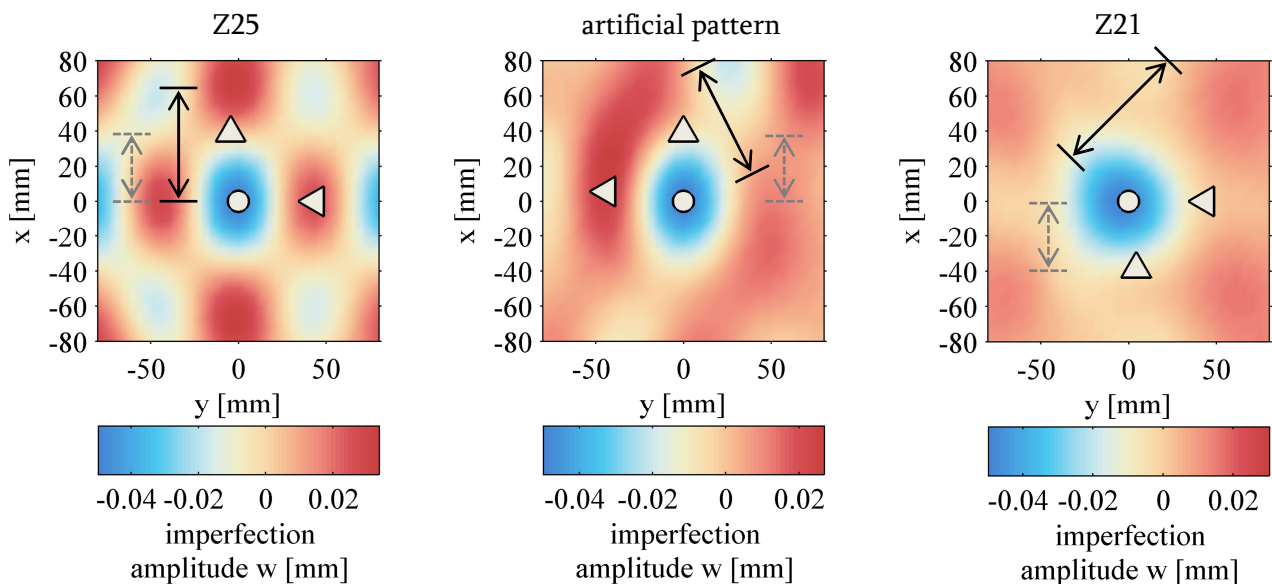 Z25
80
60
40
20
0
-20
-40
-60
-80
x [mm]
-50 0 50
y [mm]
-0.04 -0.02 0 0.02
imperfection
amplitude w [mm]
artificial pattern
80
60
40
20
0
-20
-40
-60
-80
x [mm]
-50 0 50
y [mm]
-0.04 -0.02 0 0.02
imperfection
amplitude w [mm]
Z21
80
60
40
20
0
-20
-40
-60
-80
x [mm]
-50 0 50
y [mm]
-0.04 -0.02 0 0.02
imperfection
amplitude w [mm]